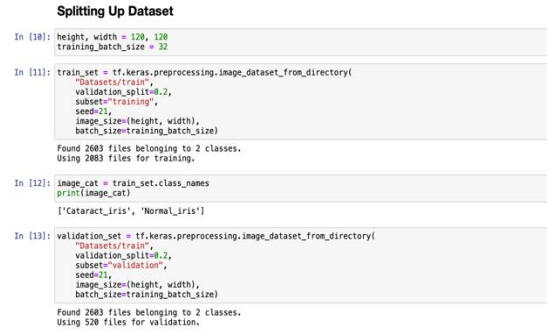 Splitting Up Dataset
In [10]: height, width = 120, 120
training_batch_size = 32
In [11]: train_set = tf.keras.preprocessing.image_dataset_from_directory(
"Datasets/train",
validation_split=0.2,
subset="training",
seed=21,
image_size=(height, width),
batch_size=training_batch_size)
Found 2603 files belonging to 2 classes.
Using 2083 files for training.
In [12]: image_cat = train_set.class_names
print(image_cat)
['Cataract_iris', 'Normal_iris']
In [13]: validation_set = tf.keras.preprocessing.image_dataset_from_directory(
"Datasets/train",
validation_split=0.2,
subset="validation",
seed=21,
image_size=(height, width),
batch_size=training_batch_size)
Found 2603 files belonging to 2 classes.
Using 520 files for validation.